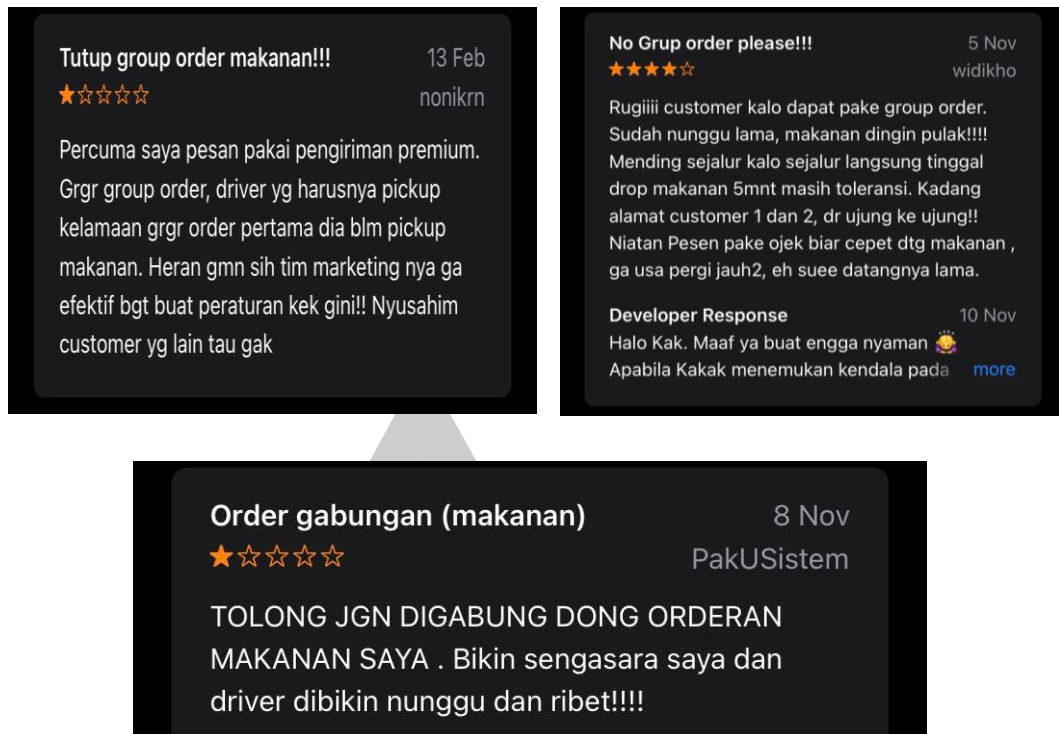 Tutup group order makanan!!! 13 Feb
nonikrn
Percuma saya pesan pakai pengiriman premium.
Grgr group order, driver yg harusnya pickup
kelamaan grgr order pertama dia blm pickup
makanan. Heran gmn sih tim marketing nya ga
efektif bgt buat peraturan kek gini!! Nyusahim
customer yg lain tau gak
No Grup order please!!! 5 Nov
widikho
Rugiiii customer kalo dapat pake group order.
Sudah nunggu lama, makanan dingin pulak!!!!
Mending sejalur kalo sejalur langsung tinggal
drop makanan 5mnt masih toleransi. Kadang
alamat customer 1 dan 2, dr ujung ke ujung!!
Niatan Pesen pake ojek biar cepet dtg makanan ,
ga usa pergi jauh2, eh suee datangnya lama.
Developer Response 10 Nov
Halo Kak. Maaf ya buat engga nyaman 🙇
Apabila Kakak menemukan kendala pada more
Order gabungan (makanan) 8 Nov
PakUSistem
TOLONG JGN DIGABUNG DONG ORDERAN
MAKANAN SAYA . Bikin sengasara saya dan
driver dibikin nunggu dan ribet!!!!